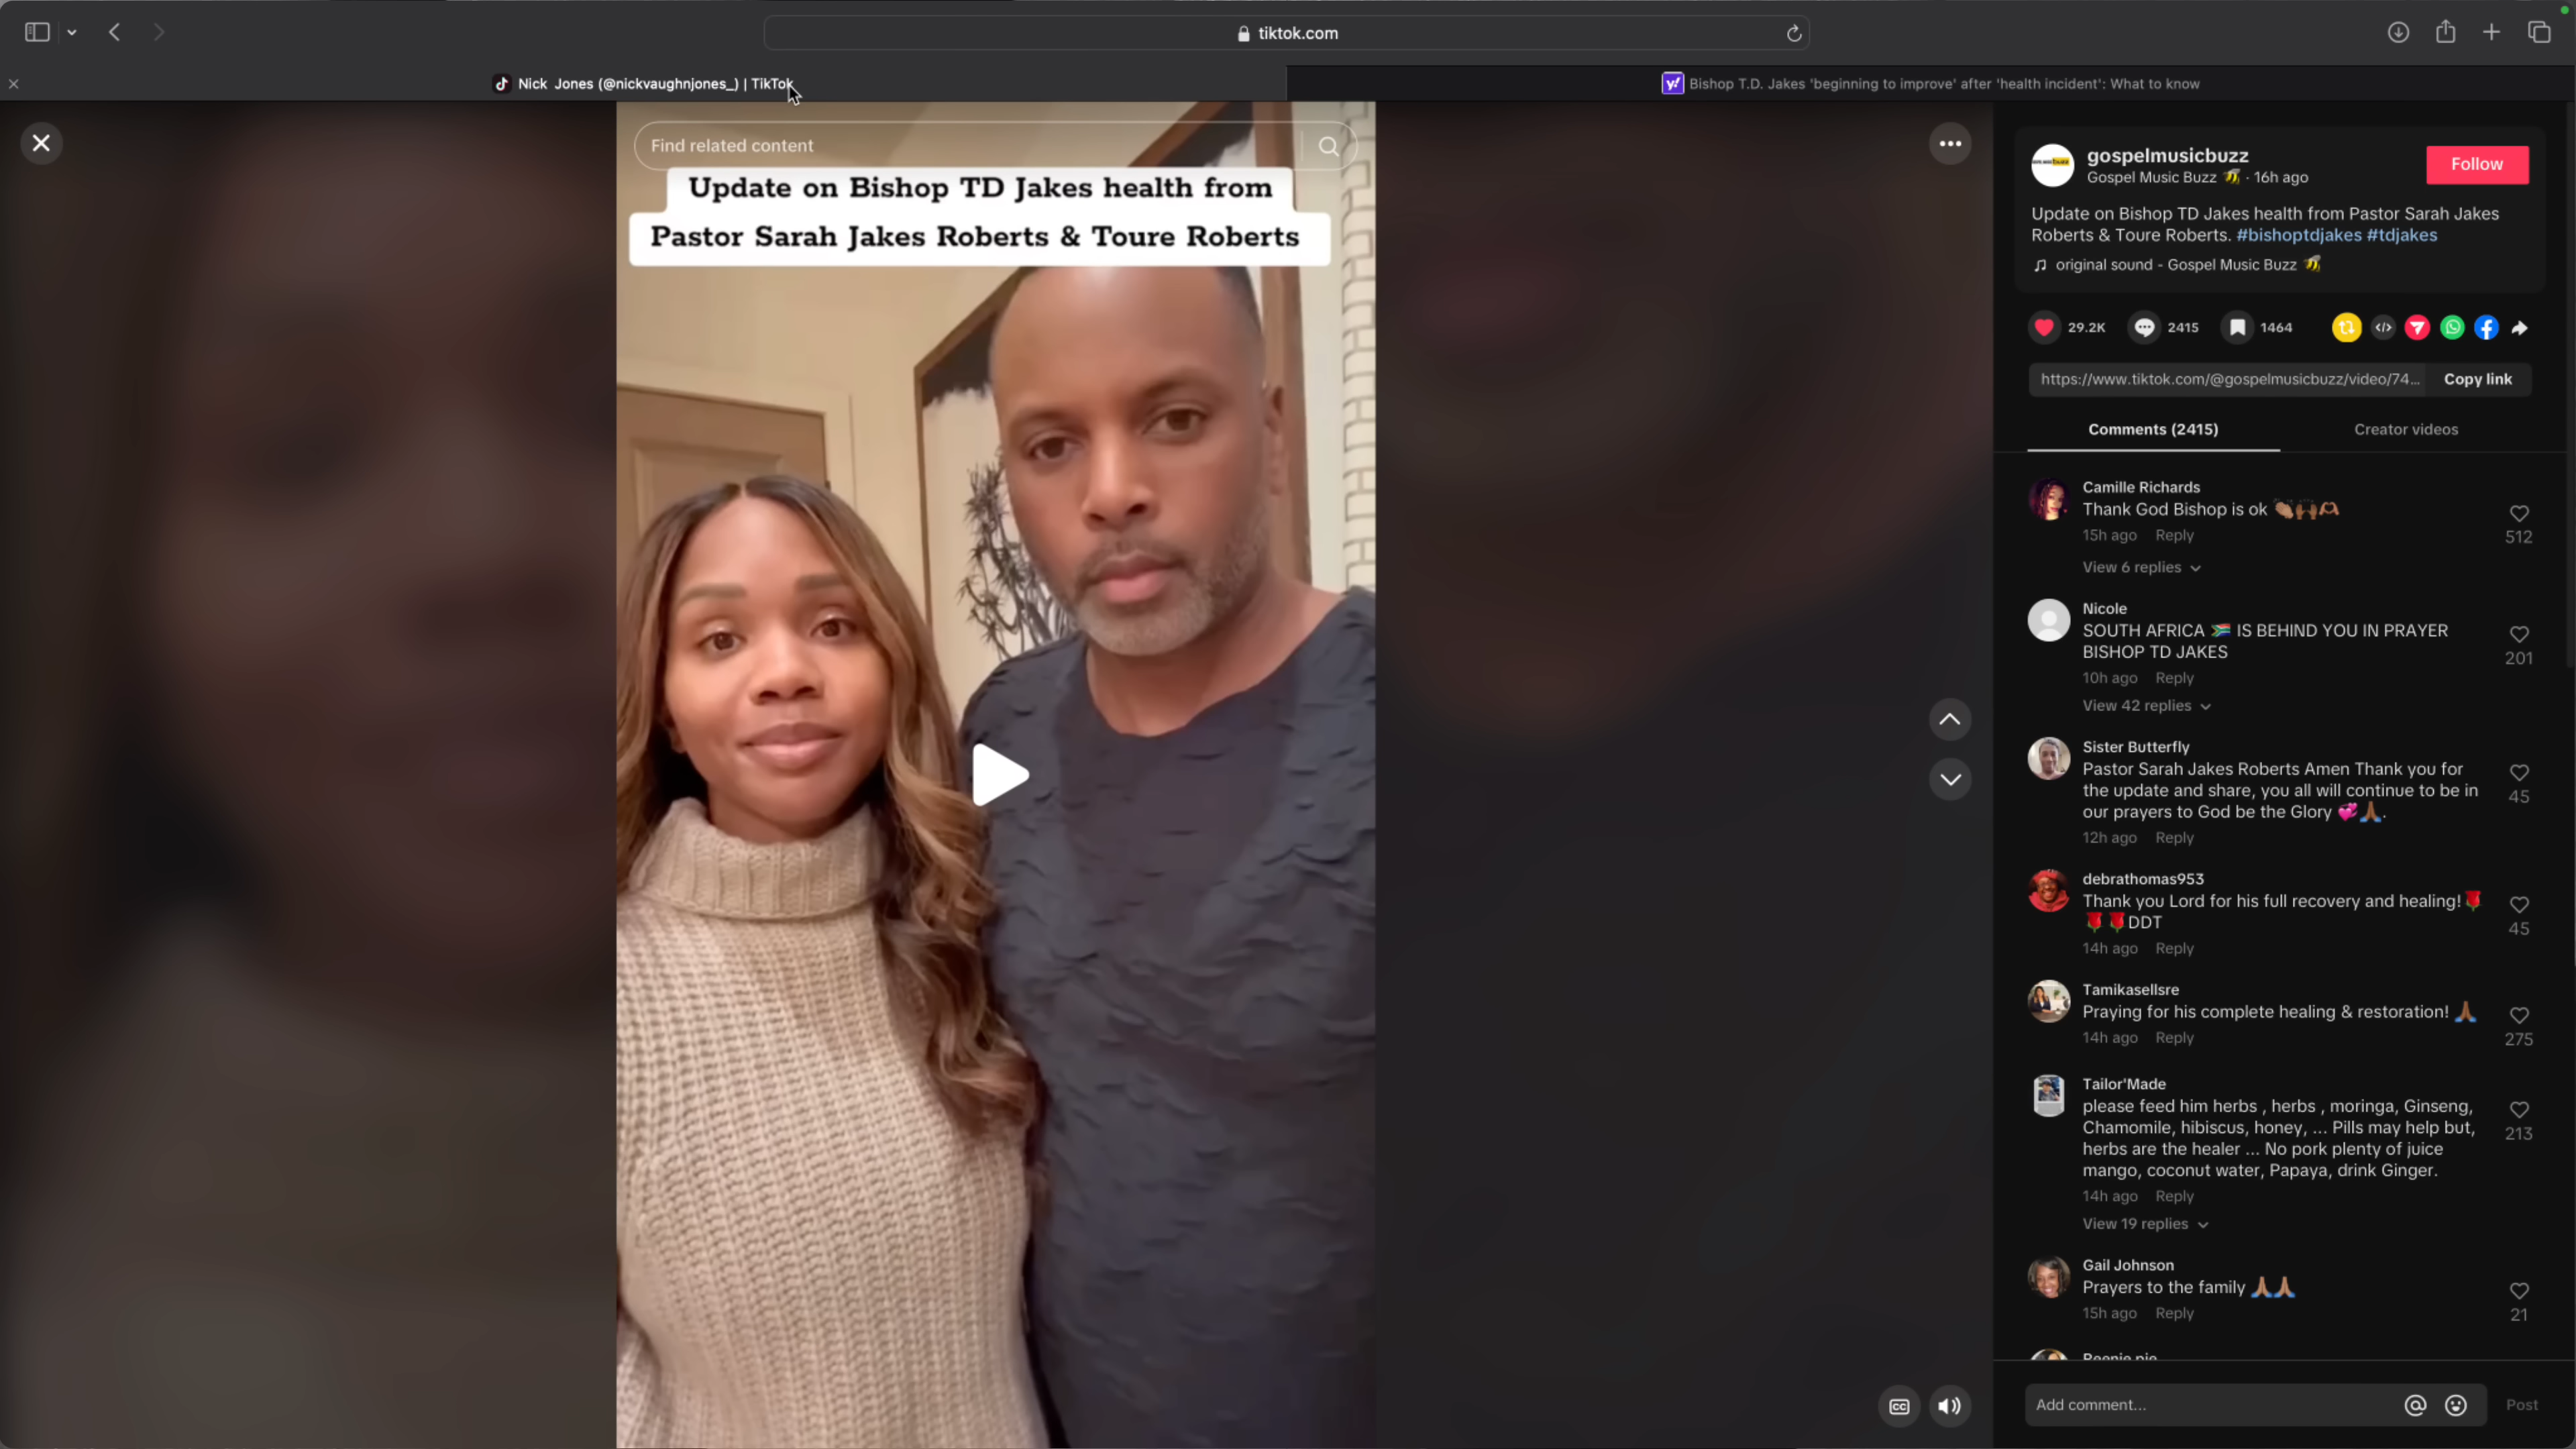 tiktok.com
Nick Jones (@nickvaughnjones_) | TikTok
Bishop T.D. Jakes 'beginning to improve' after 'health incident': What to know
Find related content
Update on Bishop TD Jakes health from
Pastor Sarah Jakes Roberts & Toure Roberts
gospelmusicbuzz
Gospel Music Buzz 🐝 · 16h ago
Follow
Update on Bishop TD Jakes health from Pastor Sarah Jakes
Roberts & Toure Roberts. #bishoptdjakes #tdjakes
original sound - Gospel Music Buzz 🐝
29.2K
2415
1464
https://www.tiktok.com/@gospelmusicbuzz/video/74...
Copy link
Comments (2415)
Creator videos
Camille Richards
Thank God Bishop is ok 👏🏾🙌🏾🫶🏾
512
15h ago Reply
View 6 replies
Nicole
SOUTH AFRICA 🇿🇦 IS BEHIND YOU IN PRAYER
BISHOP TD JAKES
201
10h ago Reply
View 42 replies
Sister Butterfly
Pastor Sarah Jakes Roberts Amen Thank you for
the update and share, you all will continue to be in
our prayers to God be the Glory 💞🙏🏾.
45
12h ago Reply
debrathomas953
Thank you Lord for his full recovery and healing!🌹
🌹🌹DDT
45
14h ago Reply
Tamikasellsre
Praying for his complete healing & restoration! 🙏🏾
275
14h ago Reply
Tailor'Made
please feed him herbs , herbs , moringa, Ginseng,
Chamomile, hibiscus, honey, ... Pills may help but,
herbs are the healer ... No pork plenty of juice
mango, coconut water, Papaya, drink Ginger.
213
14h ago Reply
View 19 replies
Gail Johnson
Prayers to the family 🙏🏾🙏🏾
21
15h ago Reply
CC
Add comment...
Post